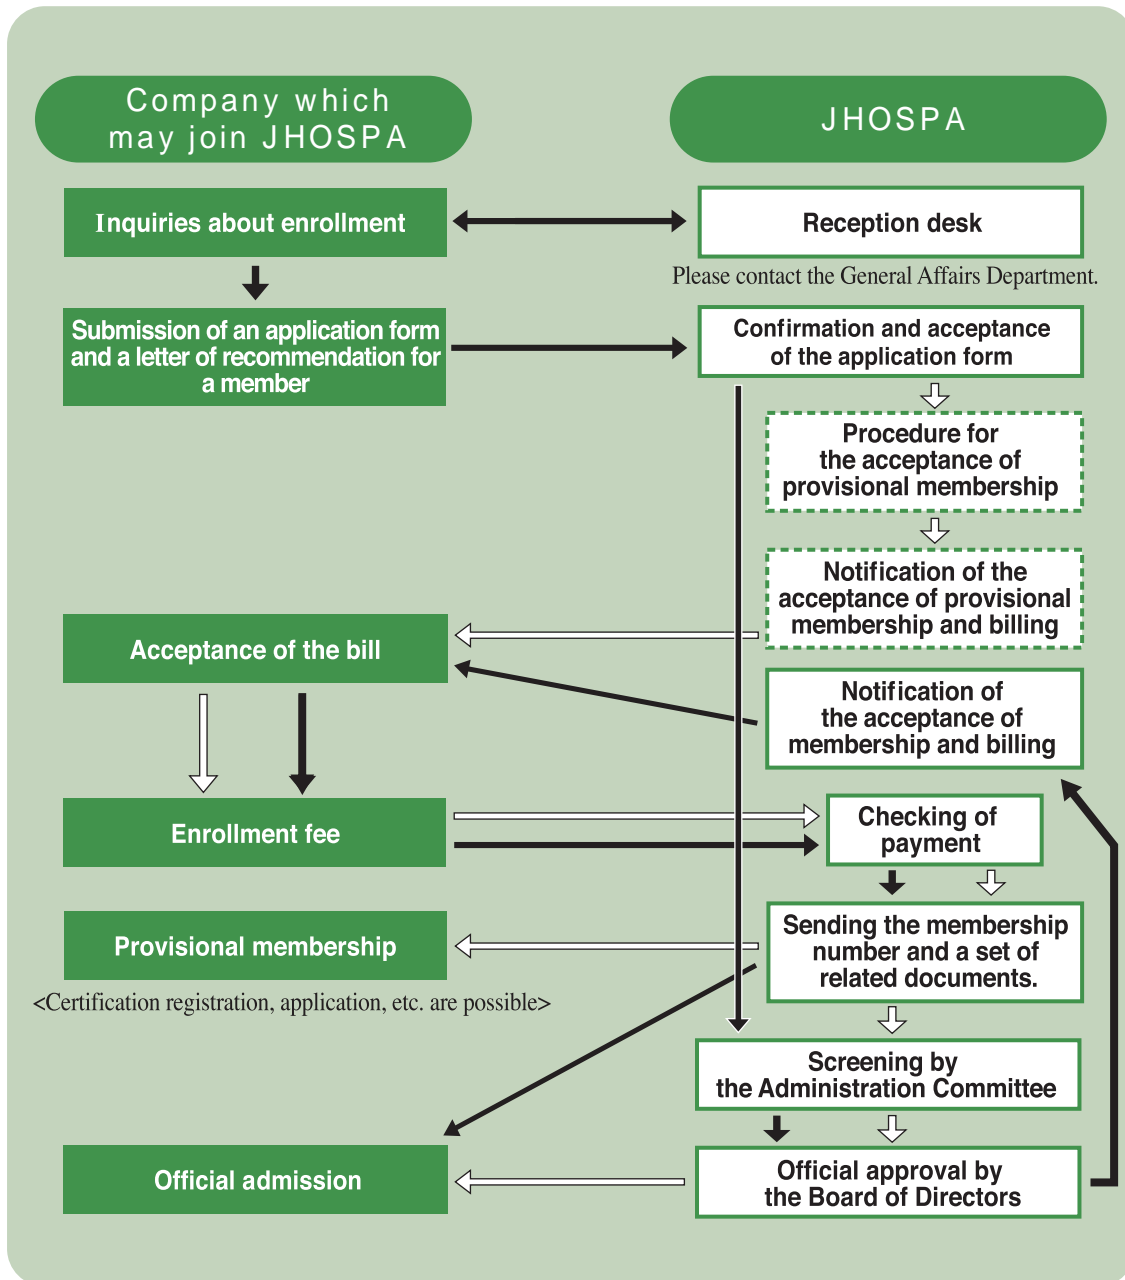 Company which
may join JHOSPA
JHOSPA
Inquiries about enrollment
Reception desk
Please contact the General Affairs Department.
Submission of an application form
and a letter of recommendation for
a member
Confirmation and acceptance
of the application form
Procedure for
the acceptance of
provisional membership
Notification of the
acceptance of provisional
membership and billing
Acceptance of the bill
Notification of
the acceptance of
membership and billing
Enrollment fee
Checking of
payment
Provisional membership
<Certification registration, application, etc. are possible>
Sending the membership
number and a set of
related documents.
Screening by
the Administration Committee
Official admission
Official approval by
the Board of Directors